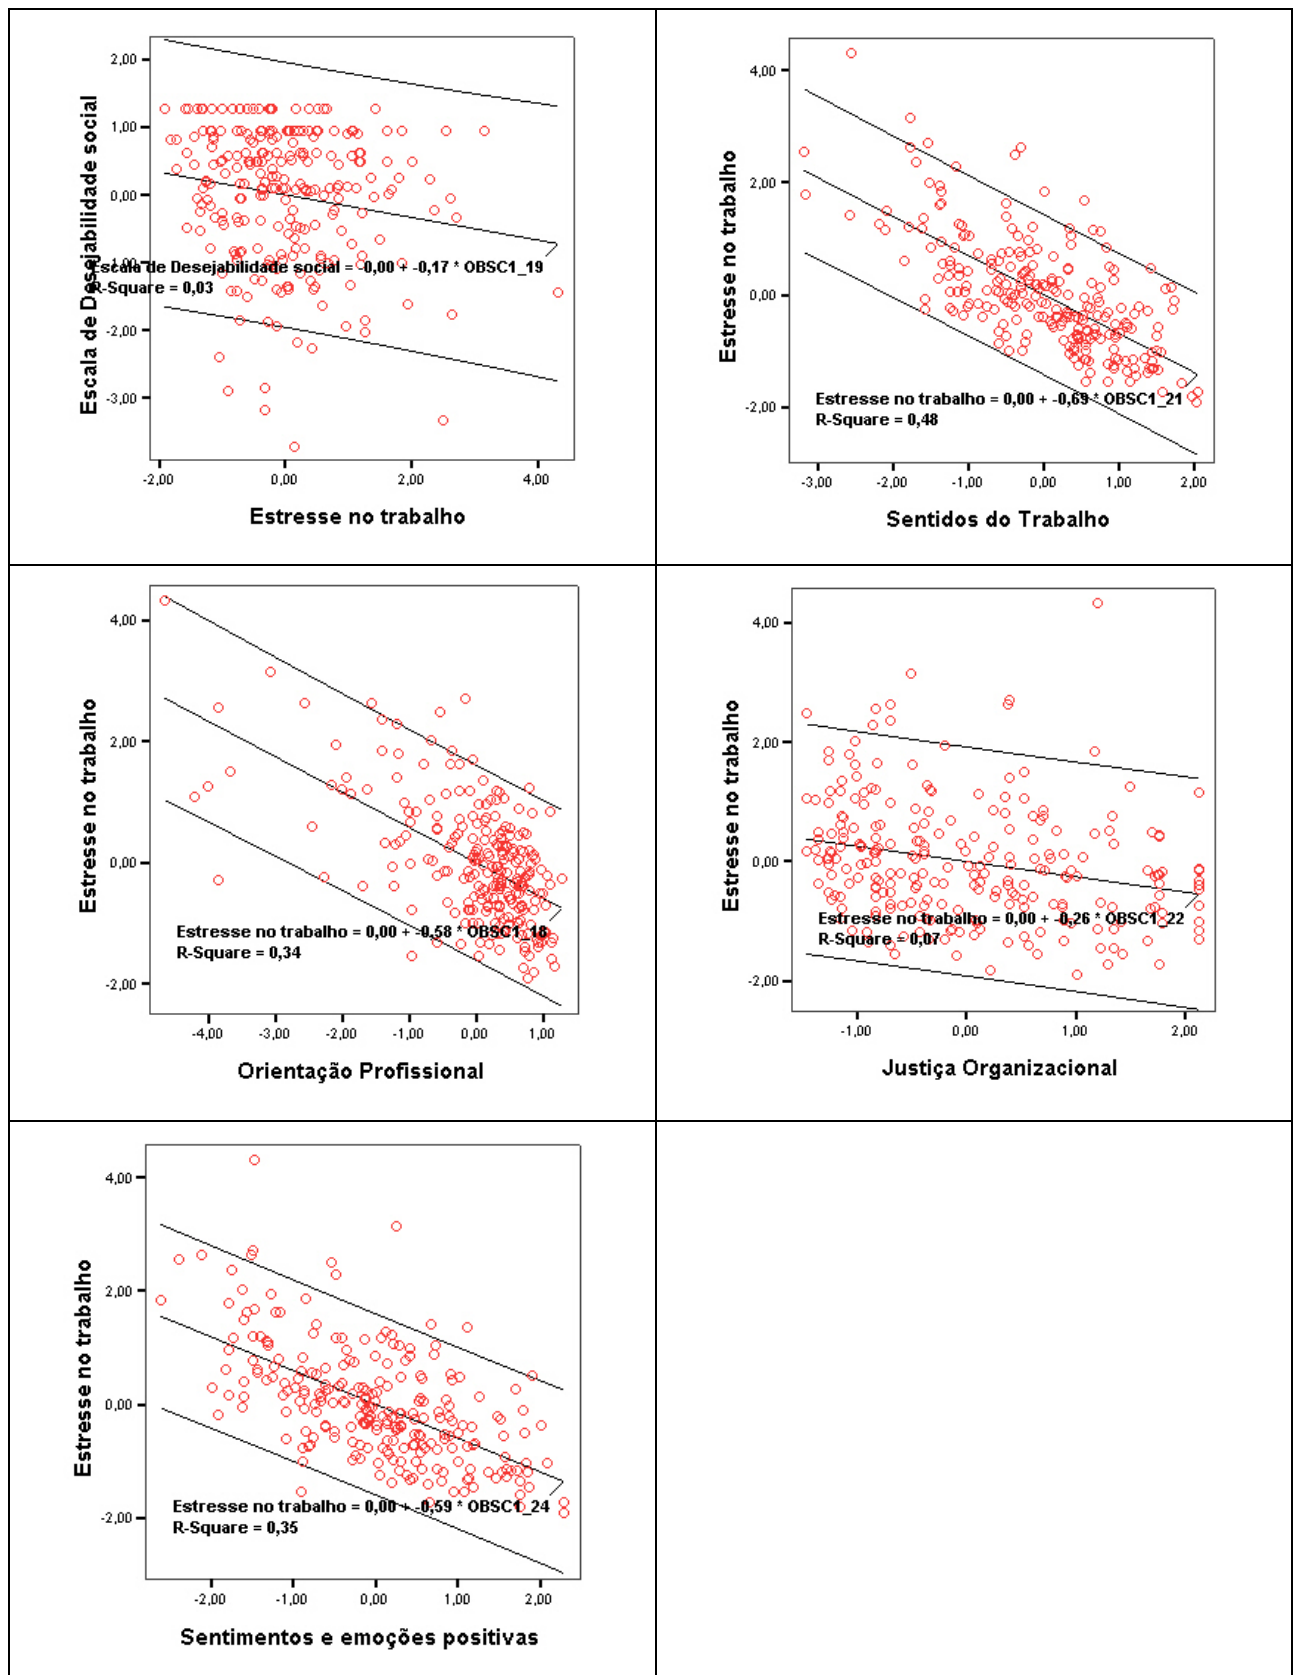 Escala de Desejabilidade social
2,00
1,00
0,00
-1,00
-2,00
-3,00
Escala de Desejabilidade social = -0,00 + -0,17 * OBSC1_19
R-Square = 0,03
-2,00 0,00 2,00 4,00
Estresse no trabalho
Estresse no trabalho
4,00
2,00
0,00
-2,00
Estresse no trabalho = 0,00 + -0,69 * OBSC1_21
R-Square = 0,48
-3,00 -2,00 -1,00 0,00 1,00 2,00
Sentidos do Trabalho
Estresse no trabalho
4,00
2,00
0,00
-2,00
Estresse no trabalho = 0,00 + -0,58 * OBSC1_18
R-Square = 0,34
-4,00 -3,00 -2,00 -1,00 0,00 1,00
Orientação Profissional
Estresse no trabalho
4,00
2,00
0,00
-2,00
Estresse no trabalho = 0,00 + -0,26 * OBSC1_22
R-Square = 0,07
-1,00 0,00 1,00 2,00
Justiça Organizacional
Estresse no trabalho
4,00
2,00
0,00
-2,00
Estresse no trabalho = 0,00 + -0,59 * OBSC1_24
R-Square = 0,35
-2,00 -1,00 0,00 1,00 2,00
Sentimentos e emoções positivas